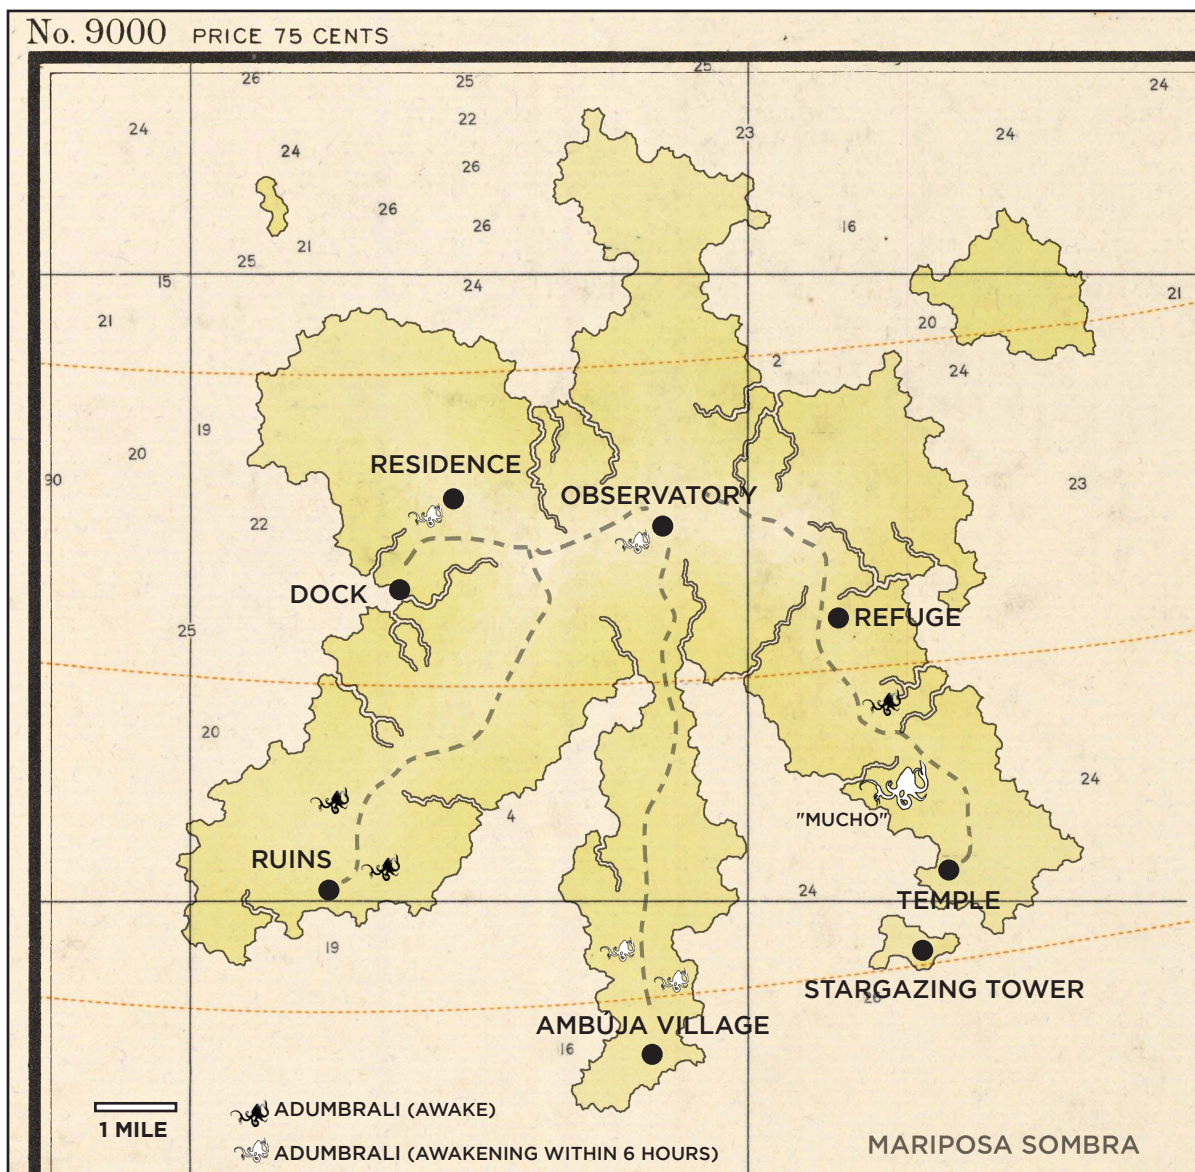 No. 9000 PRICE 75 CENTS
26
25
25
24
22
24
23
24
24
26
26
26
16
21
25
15
24
21
21
20
2
24
19
20
RESIDENCE
90
23
OBSERVATORY
22
DOCK
REFUGE
25
20
24
"MUCHO"
4
RUINS
24
TEMPLE
19
STARGAZING TOWER
26
AMBUJA VILLAGE
16
1 MILE
ADUMBRALI (AWAKE)
ADUMBRALI (AWAKENING WITHIN 6 HOURS)
MARIPOSA SOMBRA